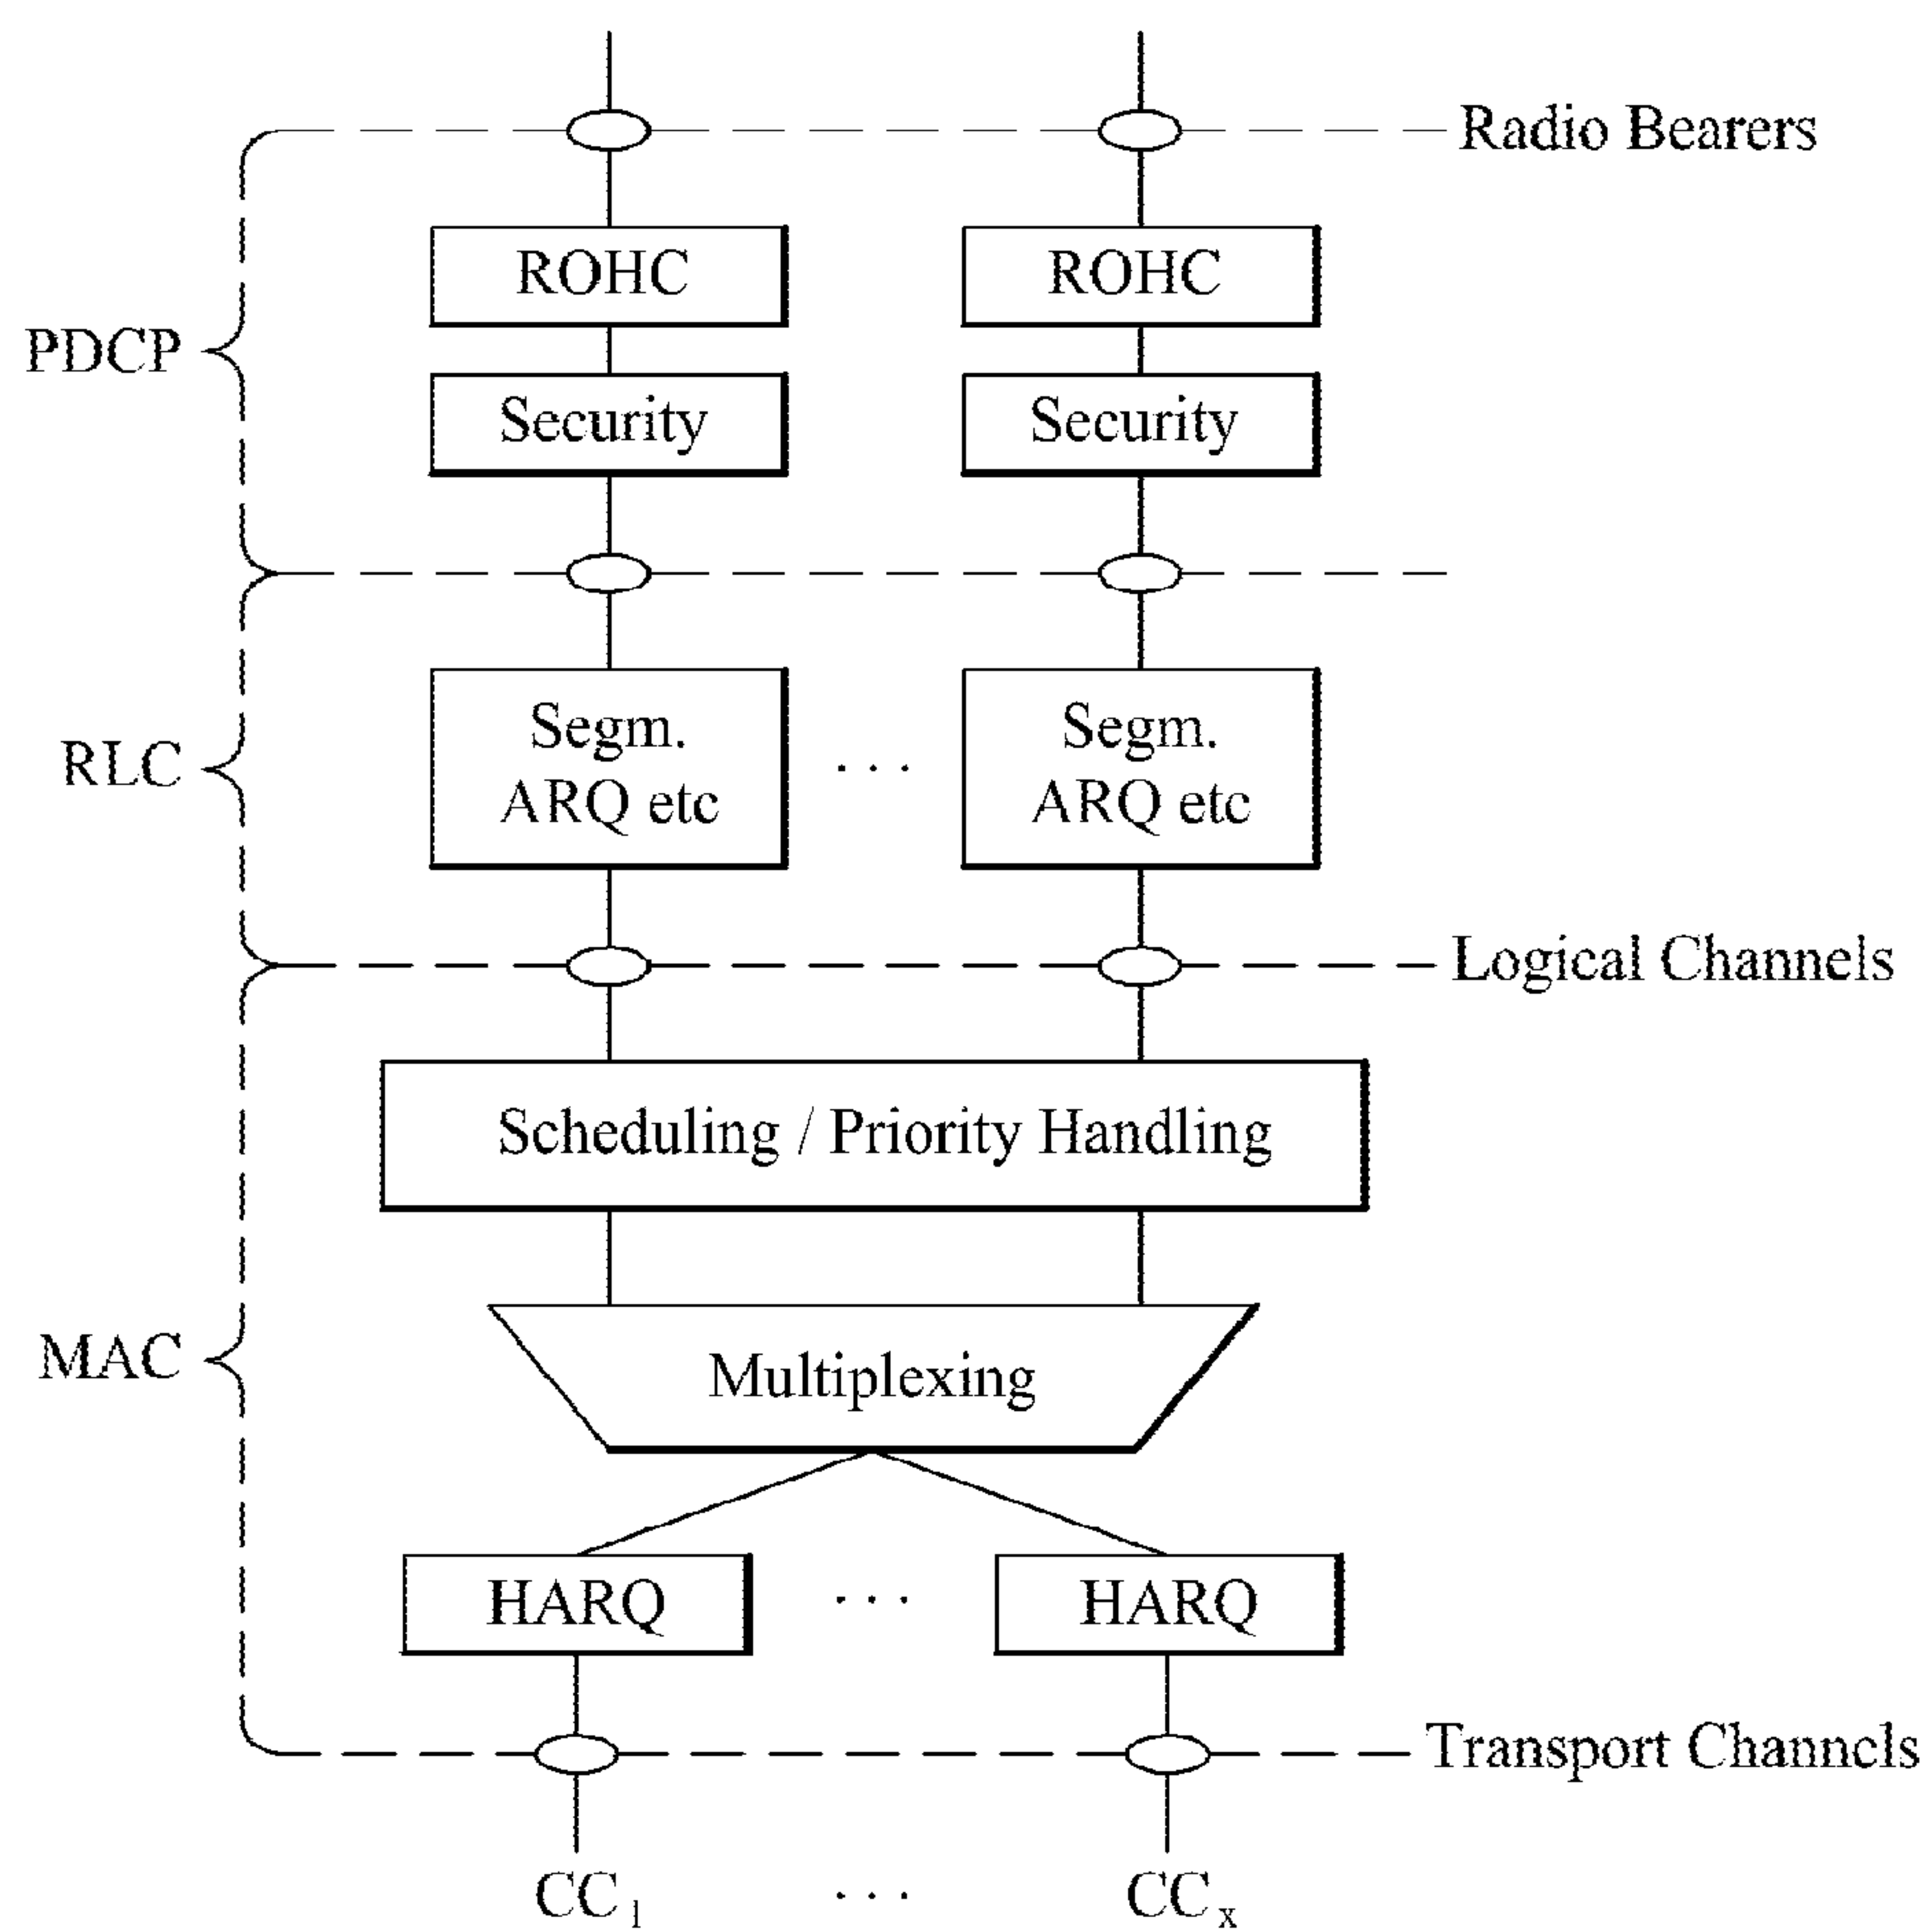 Radio Bearers
ROHC
ROHC
PDCP
Security
Security
Segm.
ARQ etc
RLC
. . .
Segm.
ARQ etc
Logical Channels
Scheduling / Priority Handling
MAC
Multiplexing
HARQ
. . .
HARQ
Transport Channels
CC1
. . .
CCx